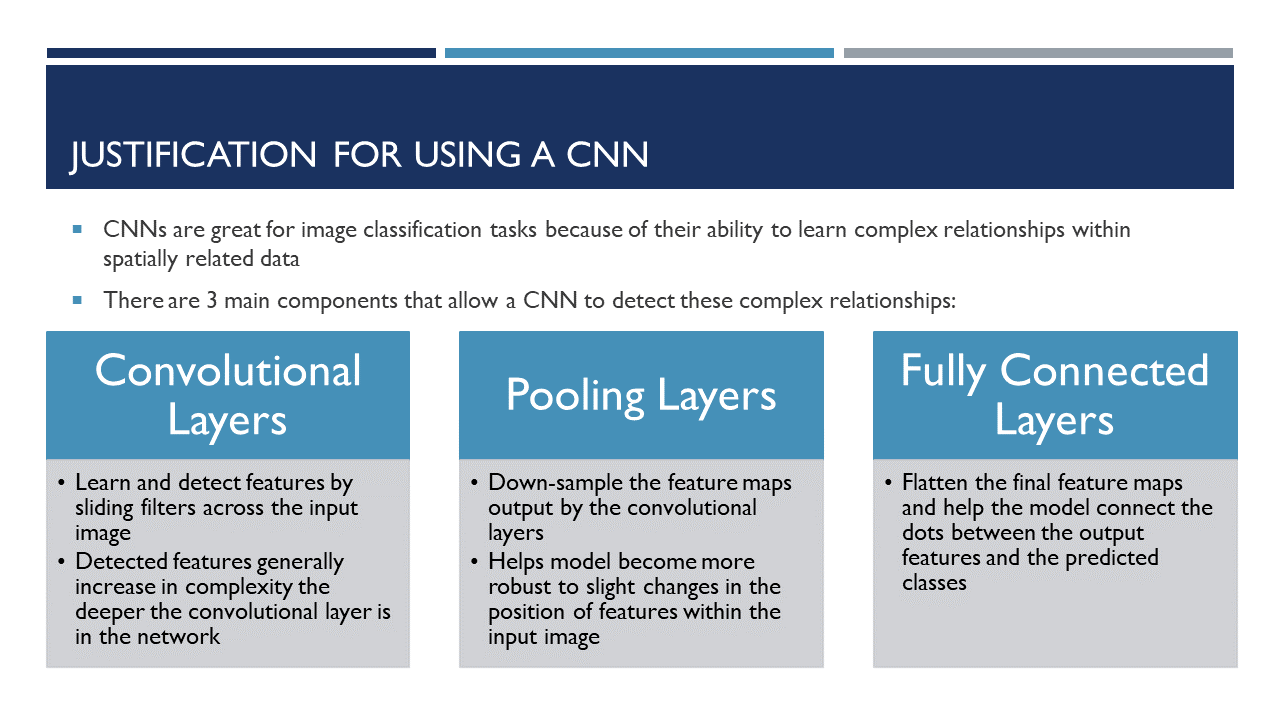 JUSTIFICATION FOR USING A CNN
CNNs are great for image classification tasks because of their ability to learn complex relationships within
spatially related data
There are 3 main components that allow a CNN to detect these complex relationships:
Convolutional
Layers
• Learn and detect features by
sliding filters across the input
image
• Detected features generally
increase in complexity the
deeper the convolutional layer is
in the network
Pooling Layers
• Down-sample the feature maps
output by the convolutional
layers
• Helps model become more
robust to slight changes in the
position of features within the
input image
Fully Connected
Layers
• Flatten the final feature maps
and help the model connect the
dots between the output
features and the predicted
classes